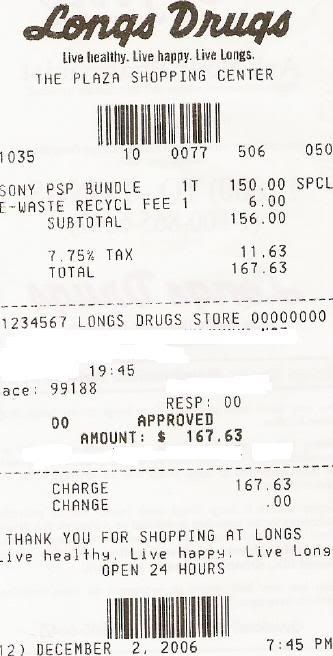 Longs Drugs
Live healthy. Live happy. Live Longs.
THE PLAZA SHOPPING CENTER
1035 10 0077 506 050
SONY PSP BUNDLE 1T 150.00 SPCL
E-WASTE RECYCL FEE 1 6.00
SUBTOTAL 156.00
7.75% TAX 11.63
TOTAL 167.63
1234567 LONGS DRUGS STORE 00000000
19:45
ace: 99188
RESP: 00
00 APPROVED
AMOUNT: $ 167.63
CHARGE 167.63
CHANGE .00
THANK YOU FOR SHOPPING AT LONGS
Live healthy. Live happy. Live Long
OPEN 24 HOURS
12) DECEMBER 2, 2006 7:45 PM